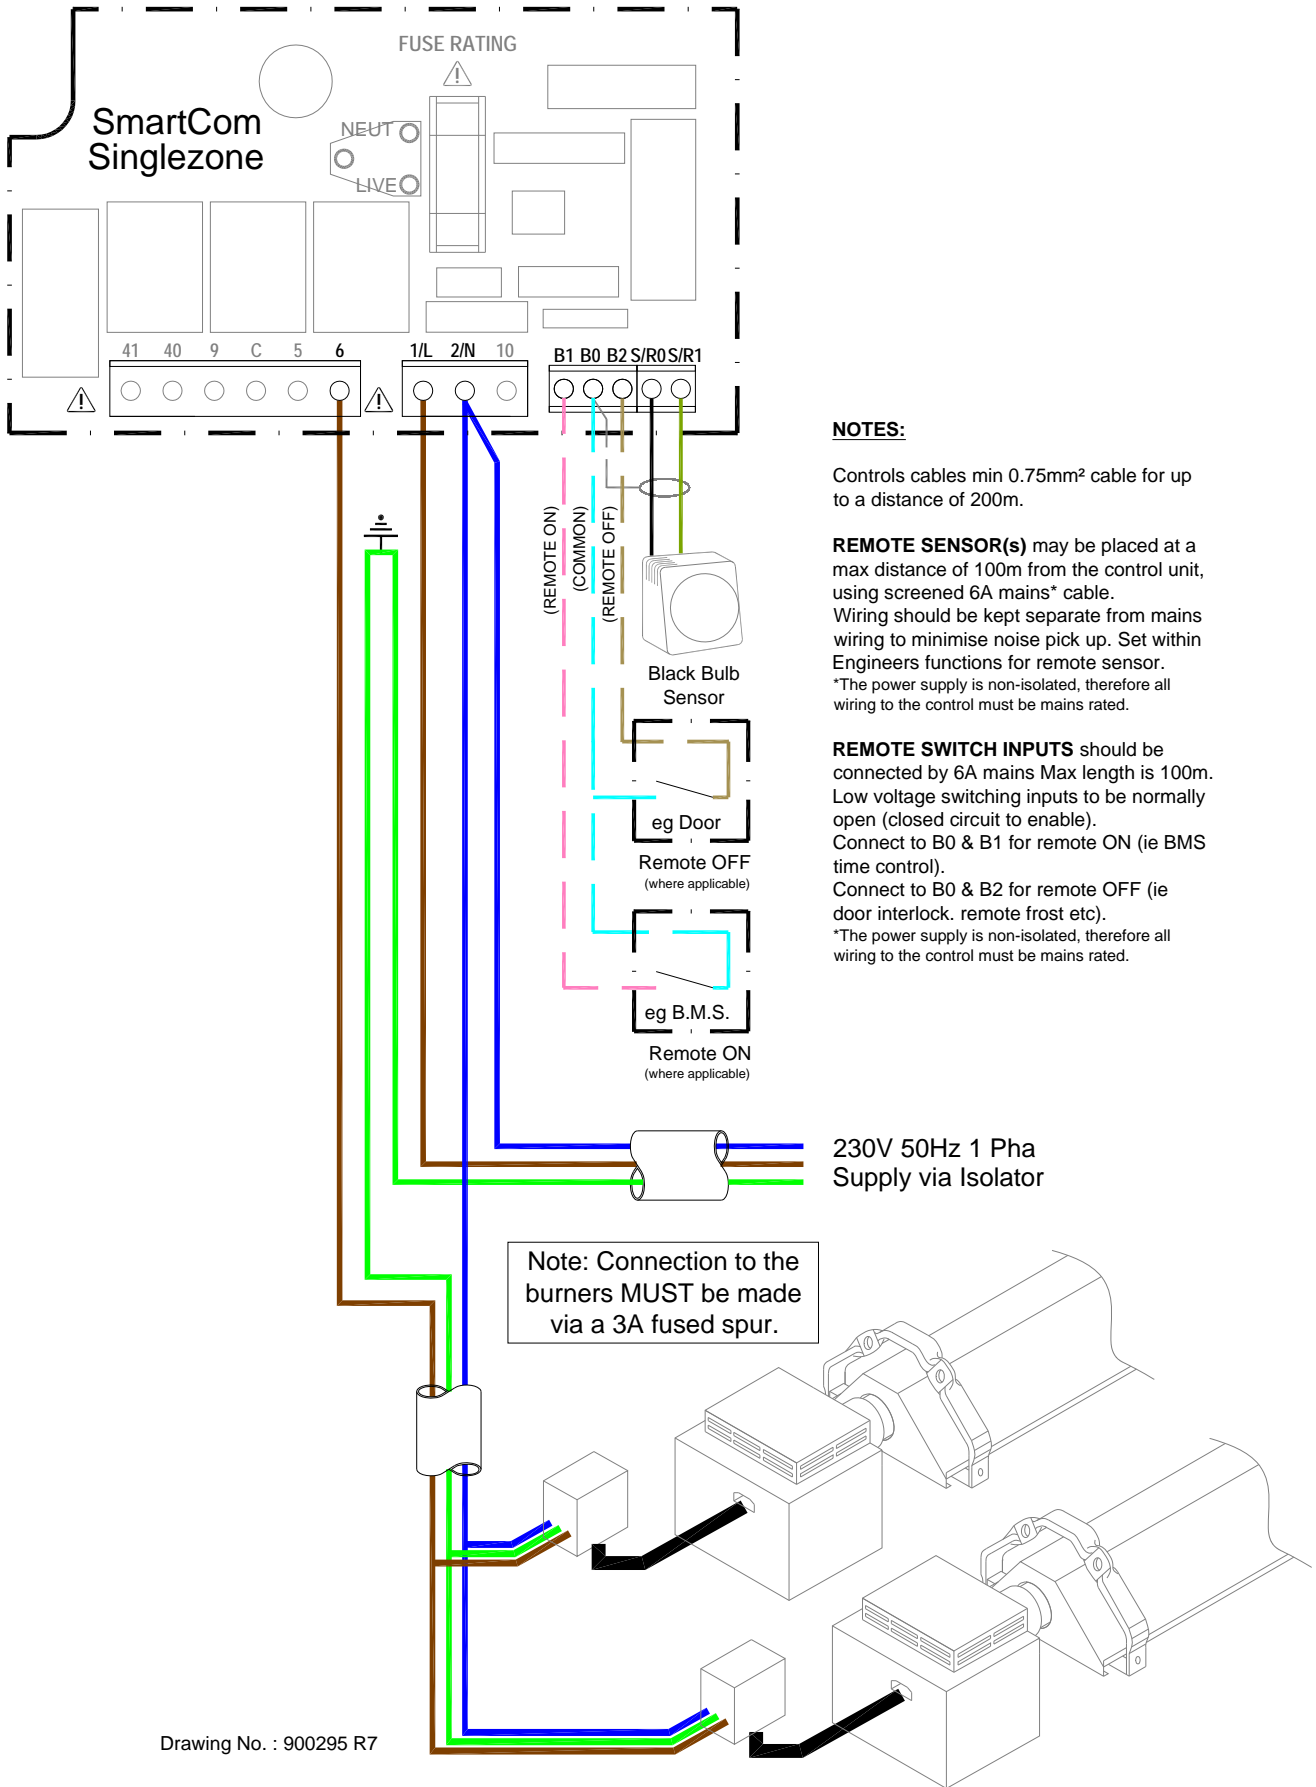 FUSE RATING
SmartCom
Singlezone
NEUT
LIVE
41 40 9 C 5 6 1/L 2/N 10 B1 B0 B2 S/R0 S/R1
(REMOTE ON)
(COMMON)
(REMOTE OFF)
Black Bulb
Sensor
eg Door
Remote OFF
(where applicable)
eg B.M.S.
Remote ON
(where applicable)
NOTES:
Controls cables min 0.75mm² cable for up
to a distance of 200m.
REMOTE SENSOR(s) may be placed at a
max distance of 100m from the control unit,
using screened 6A mains* cable.
Wiring should be kept separate from mains
wiring to minimise noise pick up. Set within
Engineers functions for remote sensor.
*The power supply is non-isolated, therefore all
wiring to the control must be mains rated.
REMOTE SWITCH INPUTS should be
connected by 6A mains Max length is 100m.
Low voltage switching inputs to be normally
open (closed circuit to enable).
Connect to B0 & B1 for remote ON (ie BMS
time control).
Connect to B0 & B2 for remote OFF (ie
door interlock. remote frost etc).
*The power supply is non-isolated, therefore all
wiring to the control must be mains rated.
230V 50Hz 1 Pha
Supply via Isolator
Note: Connection to the
burners MUST be made
via a 3A fused spur.
Drawing No. : 900295 R7